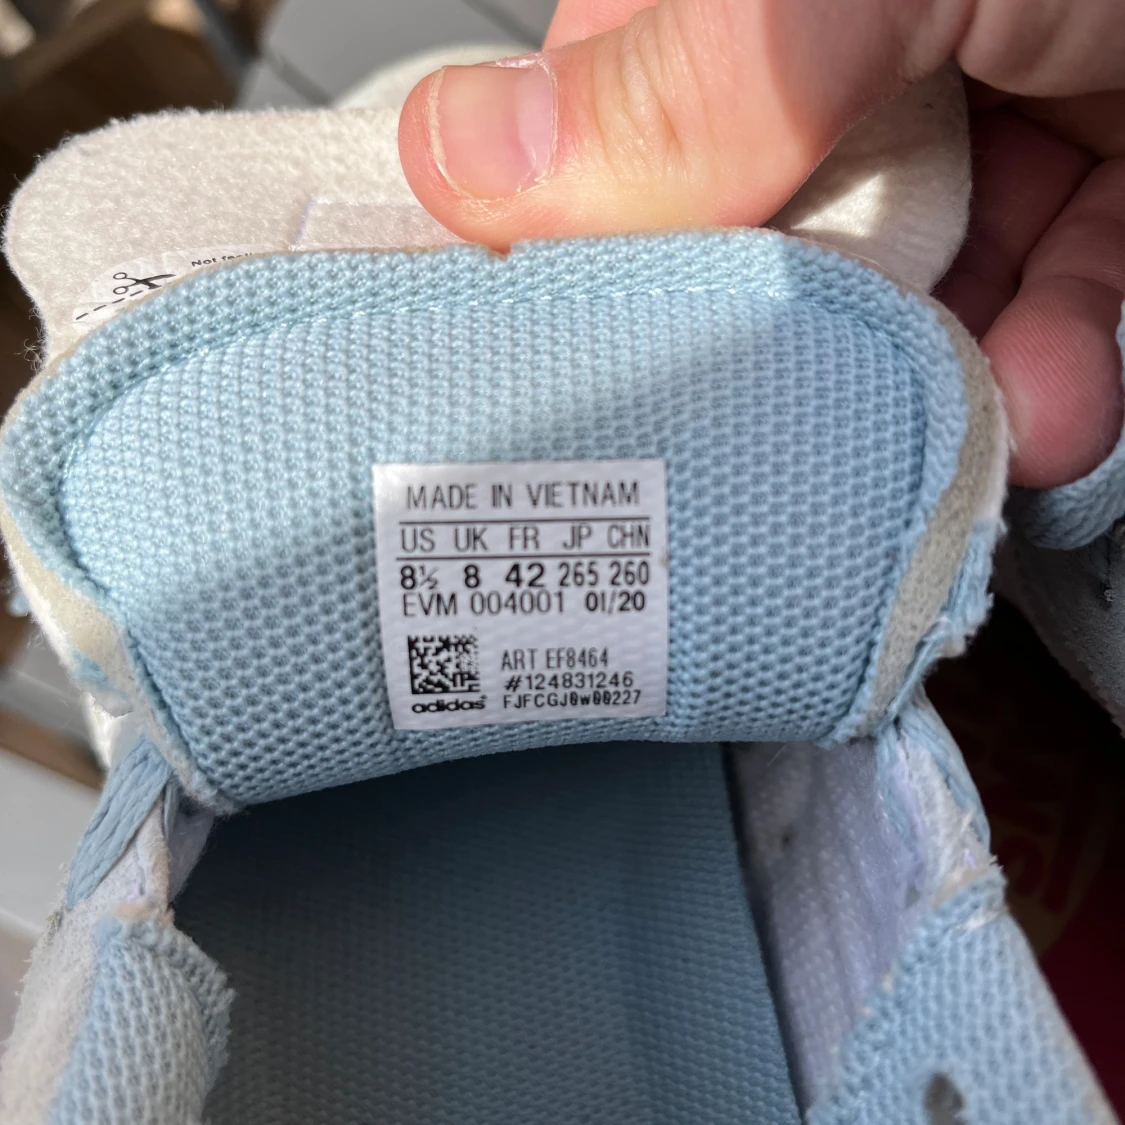 Not
MADE IN VIETNAM
US UK FR JP CHN
8½ 8 42 265 260
EVM 004001 01/20
ART EF8464
#124831246
adidas
FJFCGJ0w00227